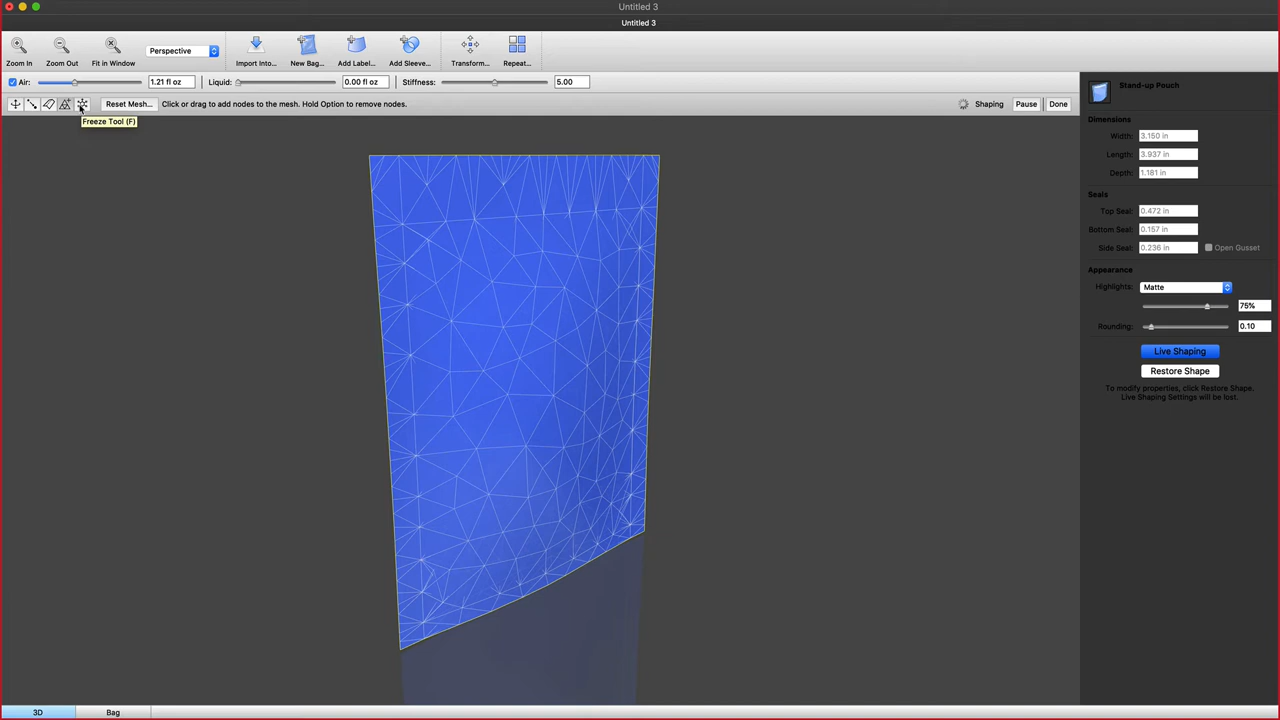 Untitled 3
Untitled 3
Zoom In
Zoom Out
Fit in Window
Perspective
Import Into...
New Bag...
Add Label...
Add Sleeve...
Transform...
Repeat...
Air: 1.21 fl oz Liquid: 0.00 fl oz Stiffness: 5.00
Reset Mesh... Click or drag to add nodes to the mesh. Hold Option to remove nodes. Shaping Pause Done
Freeze Tool (F)
Stand-up Pouch
Dimensions
Width: 3.150 in
Length: 3.937 in
Depth: 1.181 in
Seals
Top Seal: 0.472 in
Bottom Seal: 0.157 in
Side Seal: 0.236 in Open Gusset
Appearance
Highlights: Matte
75%
Rounding: 0.10
Live Shaping
Restore Shape
To modify properties, click Restore Shape.
Live Shaping Settings will be lost.
3D Bag